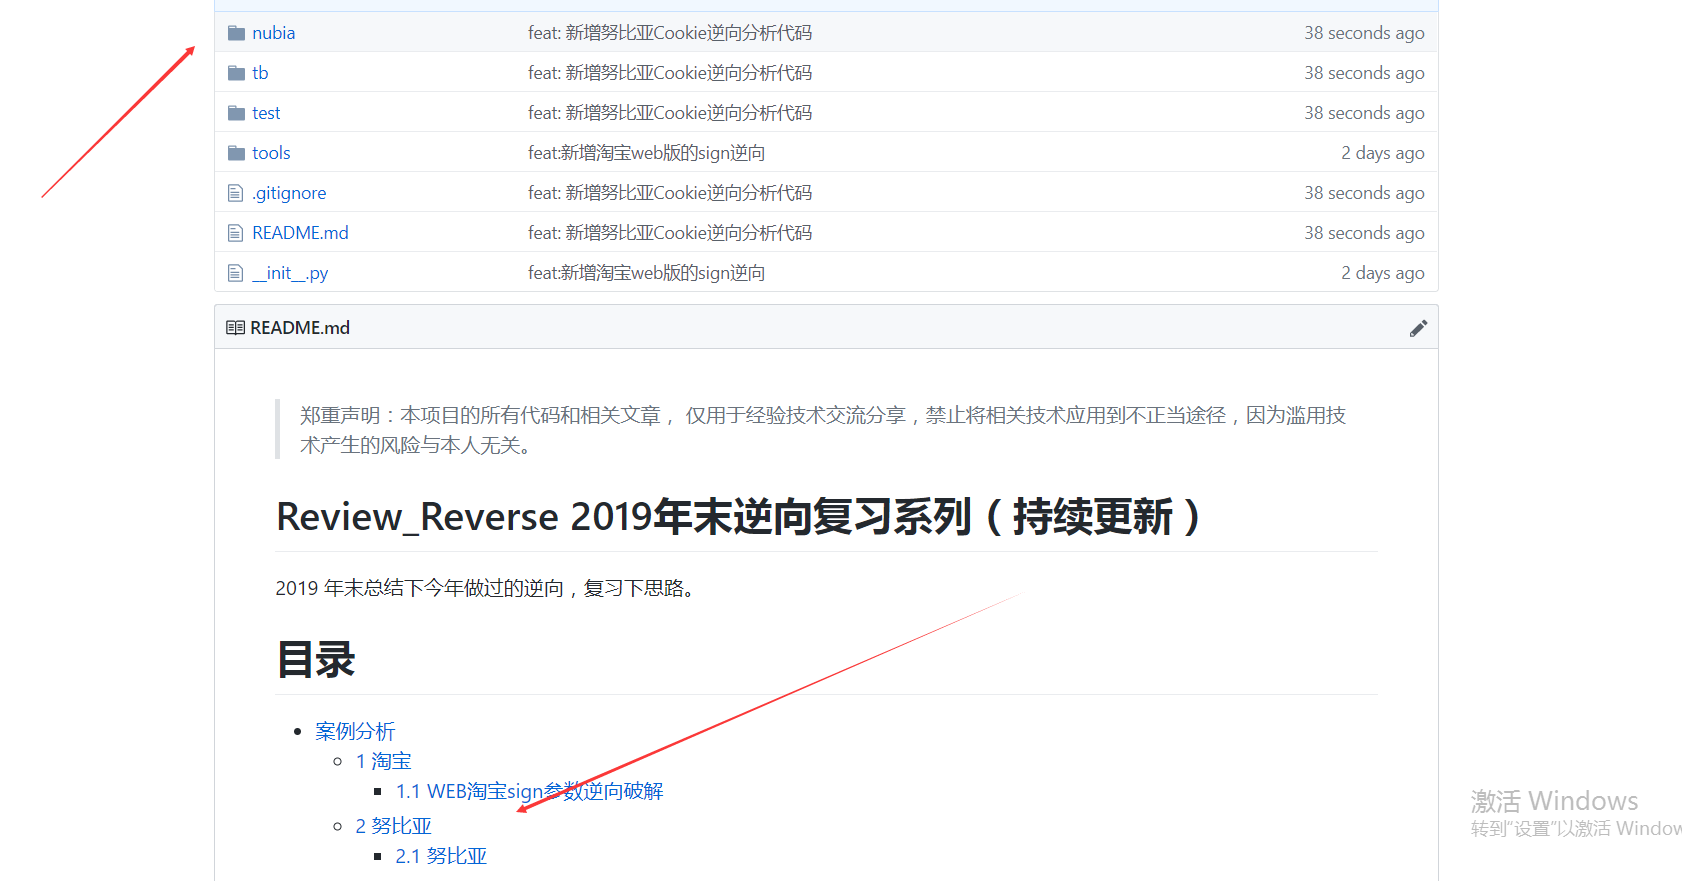 nubia feat: 新增努比亚Cookie逆向分析代码 38 seconds ago
tb feat: 新增努比亚Cookie逆向分析代码 38 seconds ago
test feat: 新增努比亚Cookie逆向分析代码 38 seconds ago
tools feat:新增淘宝web版的sign逆向 2 days ago
.gitignore feat: 新增努比亚Cookie逆向分析代码 38 seconds ago
README.md feat: 新增努比亚Cookie逆向分析代码 38 seconds ago
__init__.py feat:新增淘宝web版的sign逆向 2 days ago
README.md
郑重声明：本项目的所有代码和相关文章， 仅用于经验技术交流分享，禁止将相关技术应用到不正当途径，因为滥用技
术产生的风险与本人无关。
Review_Reverse 2019年末逆向复习系列（持续更新）
2019 年末总结下今年做过的逆向，复习下思路。
目录
案例分析
1 淘宝
1.1 WEB淘宝sign参数逆向破解
2 努比亚
2.1 努比亚
激活 Windows
转到“设置”以激活 Window